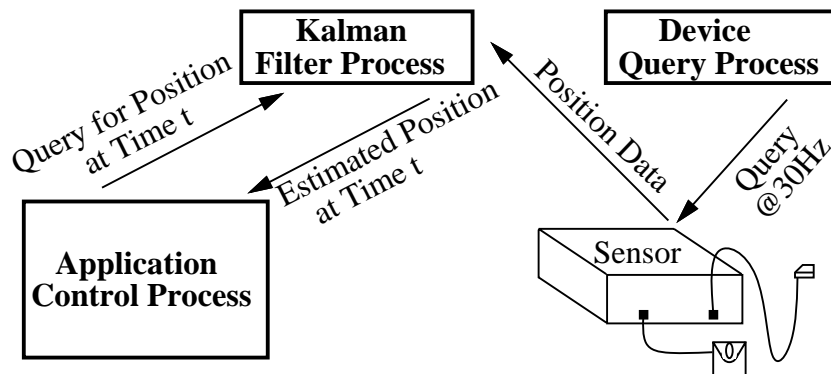 Kalman
Filter Process
Device
Query Process
Query for Position
at Time t
Estimated Position
at Time t
Position Data
Query
@30Hz
Application
Control Process
Sensor